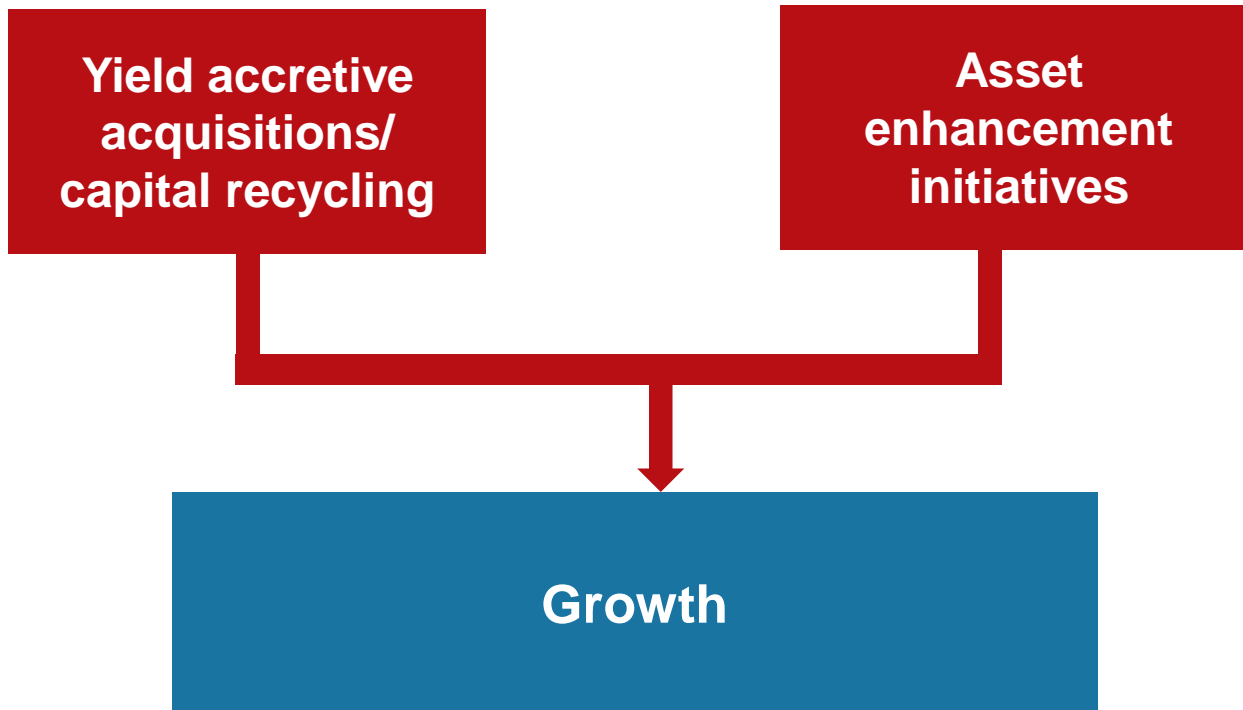 Yield accretive
acquisitions/
capital recycling
Asset
enhancement
initiatives
Growth